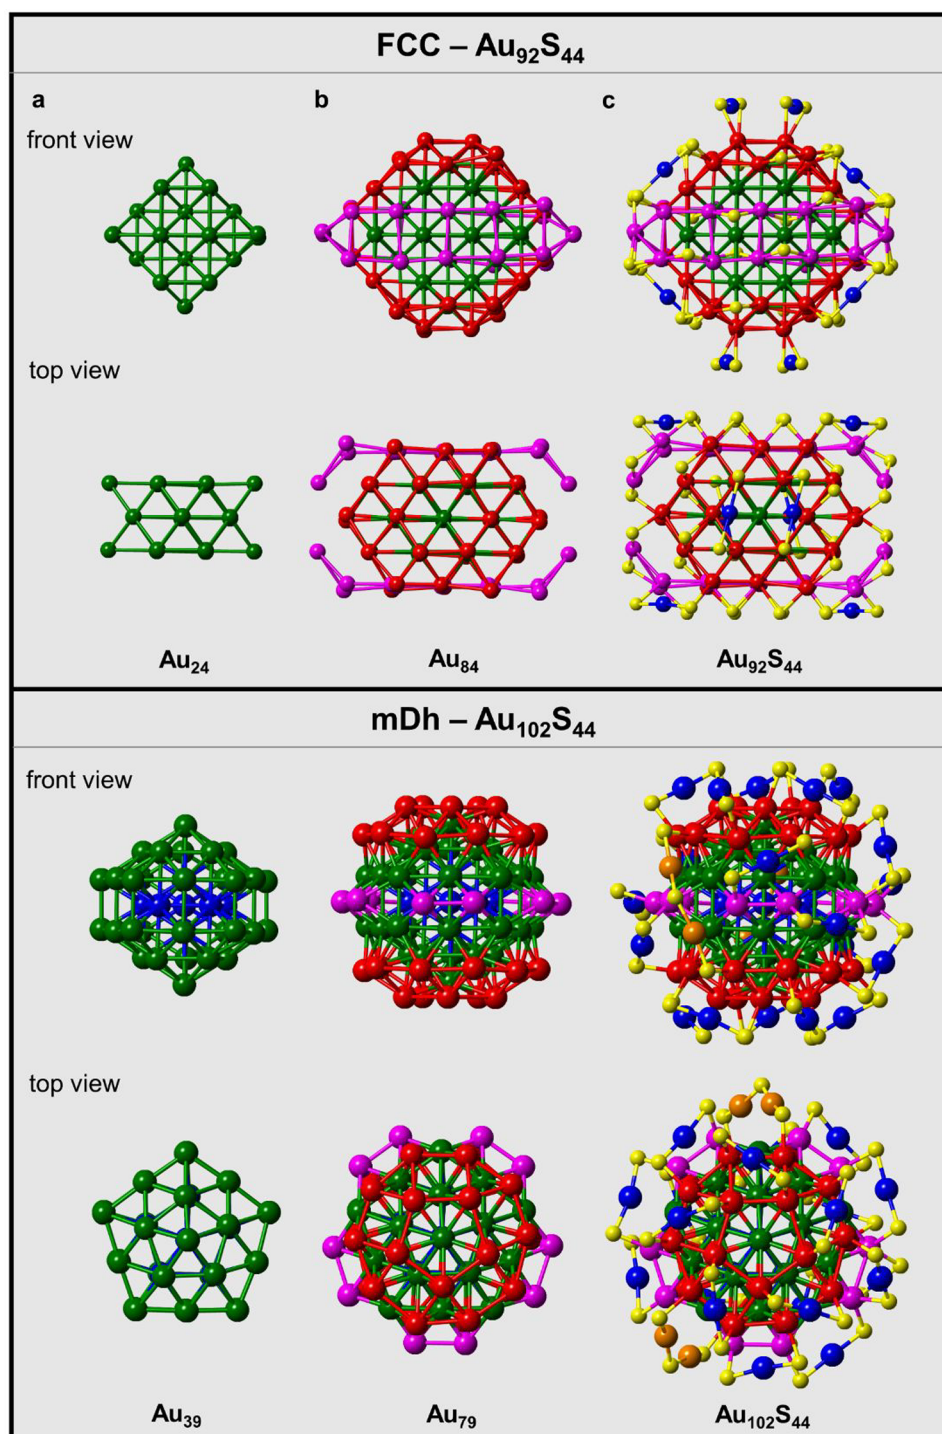 FCC – Au92S44
a b c
front view
top view
Au24 Au84 Au92S44
mDh – Au102S44
front view
top view
Au39 Au79 Au102S44